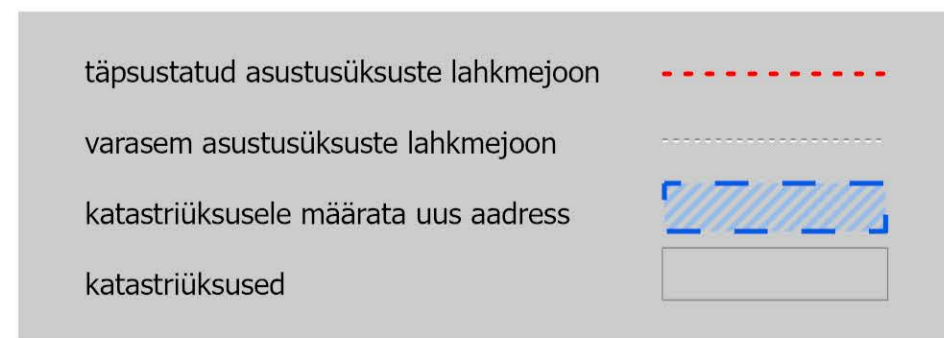 täpsustatud asustusüksuste lahkmejoon
varasem asustusüksuste lahkmejoon
katastriüksusele määrata uus aadress
katastriüksused